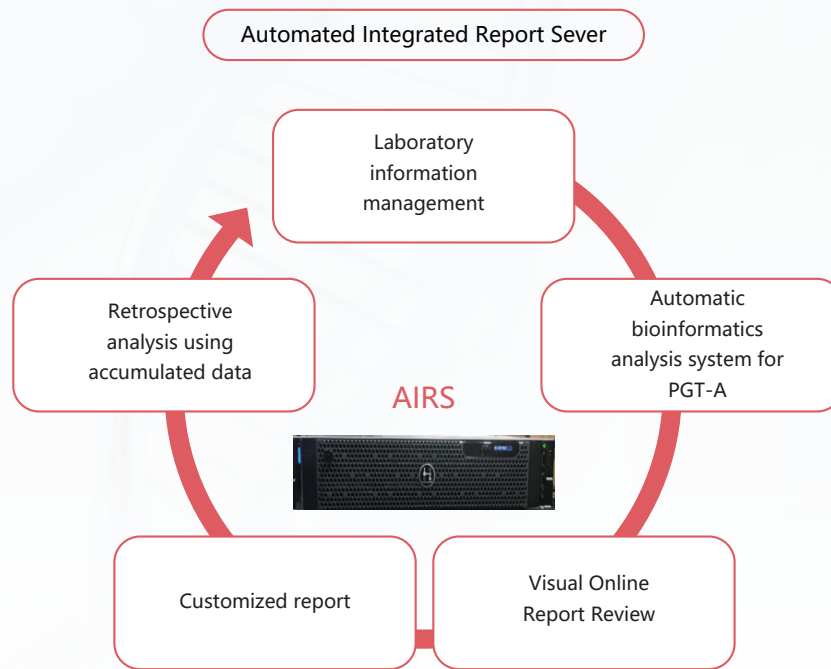 Automated Integrated Report Sever
Laboratory
information
management
Automatic
bioinformatics
analysis system for
PGT-A
Visual Online
Report Review
Customized report
Retrospective
analysis using
accumulated data
AIRS